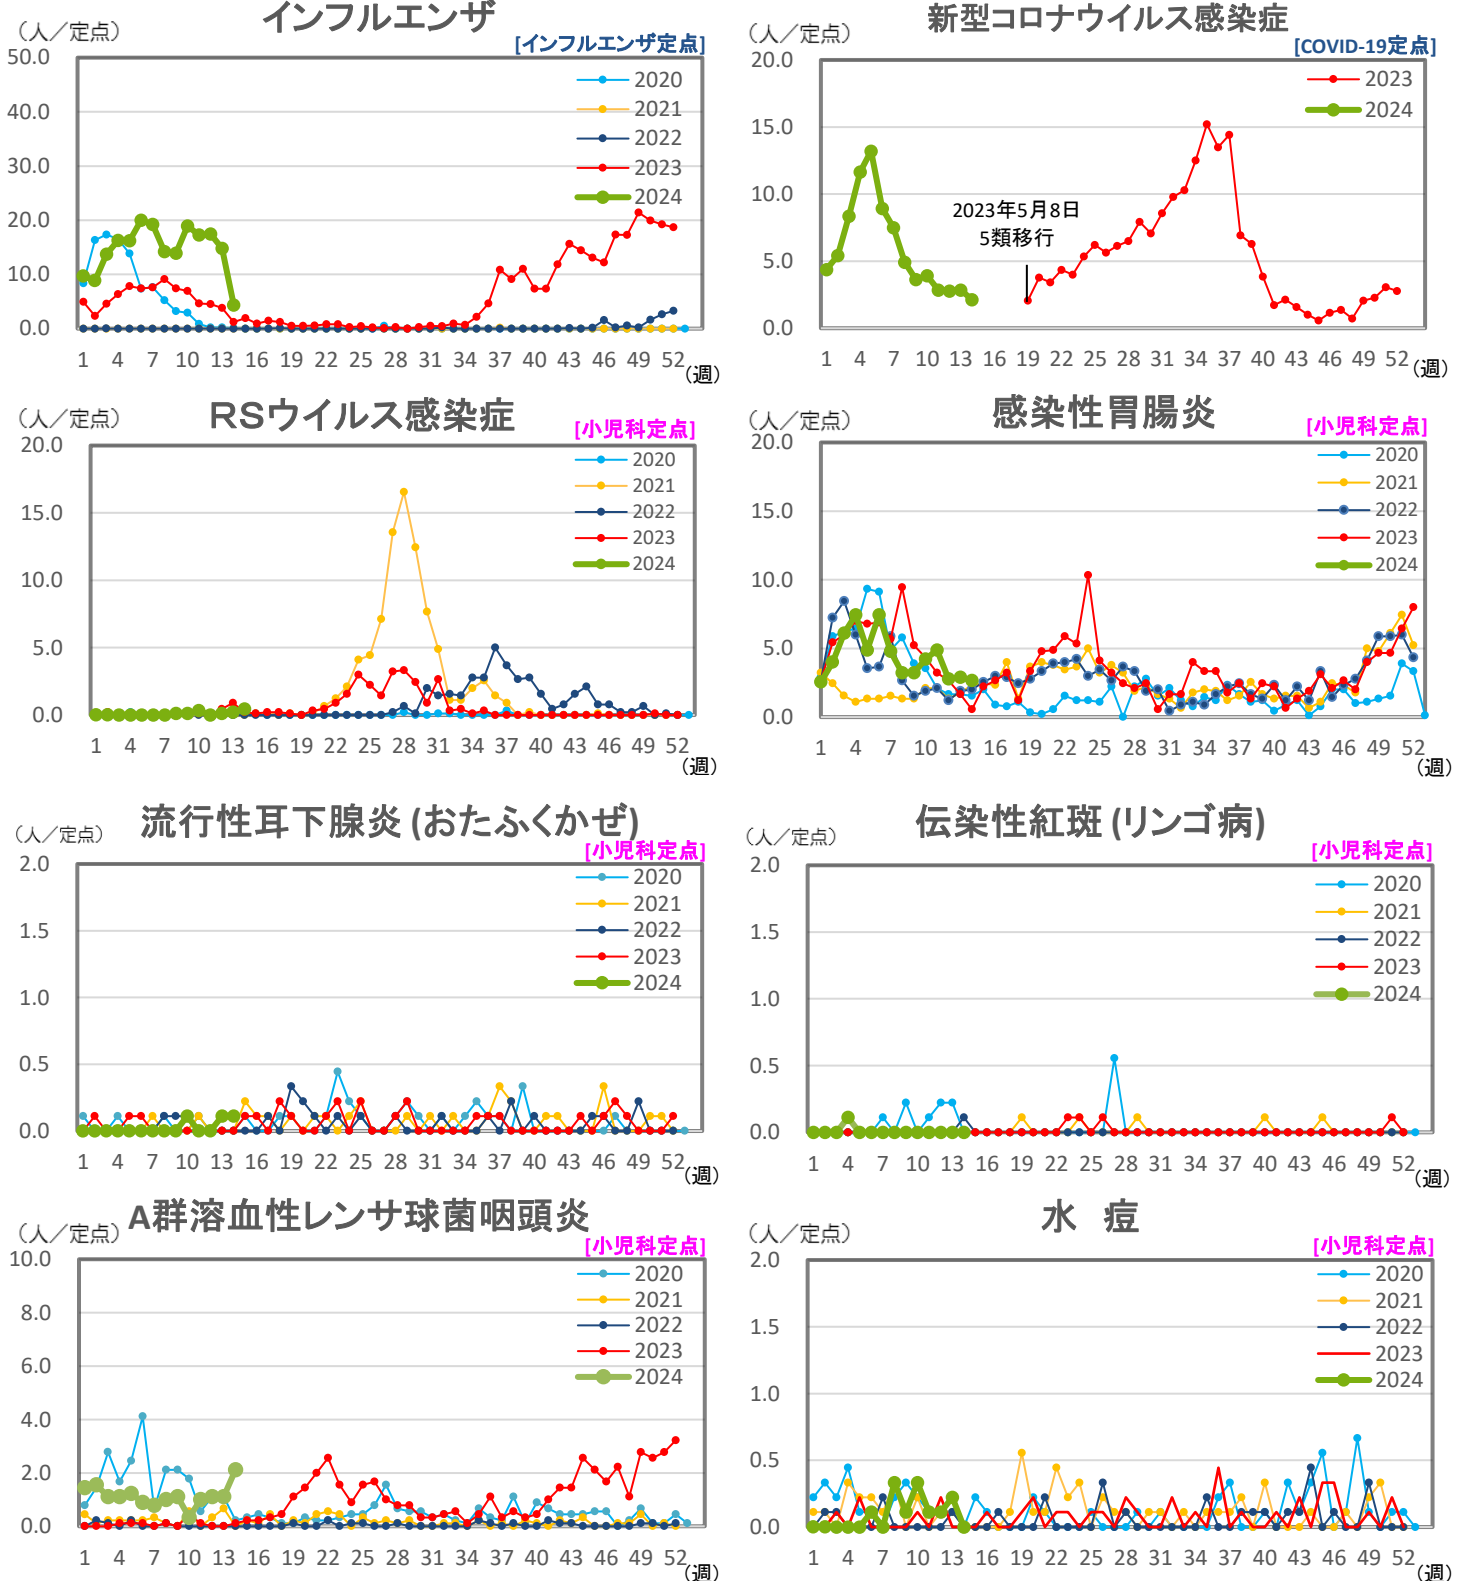 インフルエンザ
(人/定点)
[インフルエンザ定点]
50.0
40.0
30.0
20.0
10.0
0.0
2020
2021
2022
2023
2024
1 4 7 10 13 16 19 22 25 28 31 34 37 40 43 46 49 52
(週)
新型コロナウイルス感染症
(人/定点)
[COVID-19定点]
20.0
15.0
10.0
5.0
0.0
2023
2024
2023年5月8日
5類移行
1 4 7 10 13 16 19 22 25 28 31 34 37 40 43 46 49 52
(週)
RSウイルス感染症
(人/定点)
[小児科定点]
20.0
15.0
10.0
5.0
0.0
2020
2021
2022
2023
2024
1 4 7 10 13 16 19 22 25 28 31 34 37 40 43 46 49 52
(週)
感染性胃腸炎
(人/定点)
[小児科定点]
20.0
15.0
10.0
5.0
0.0
2020
2021
2022
2023
2024
1 4 7 10 13 16 19 22 25 28 31 34 37 40 43 46 49 52
(週)
流行性耳下腺炎 (おたふくかぜ)
(人/定点)
[小児科定点]
2.0
1.5
1.0
0.5
0.0
2020
2021
2022
2023
2024
1 4 7 10 13 16 19 22 25 28 31 34 37 40 43 46 49 52
(週)
伝染性紅斑 (リンゴ病)
(人/定点)
[小児科定点]
2.0
1.5
1.0
0.5
0.0
2020
2021
2022
2023
2024
1 4 7 10 13 16 19 22 25 28 31 34 37 40 43 46 49 52
(週)
A群溶血性レンサ球菌咽頭炎
(人/定点)
[小児科定点]
10.0
8.0
6.0
4.0
2.0
0.0
2020
2021
2022
2023
2024
1 4 7 10 13 16 19 22 25 28 31 34 37 40 43 46 49 52
(週)
水 痘
(人/定点)
[小児科定点]
2.0
1.5
1.0
0.5
0.0
2020
2021
2022
2023
2024
1 4 7 10 13 16 19 22 25 28 31 34 37 40 43 46 49 52
(週)